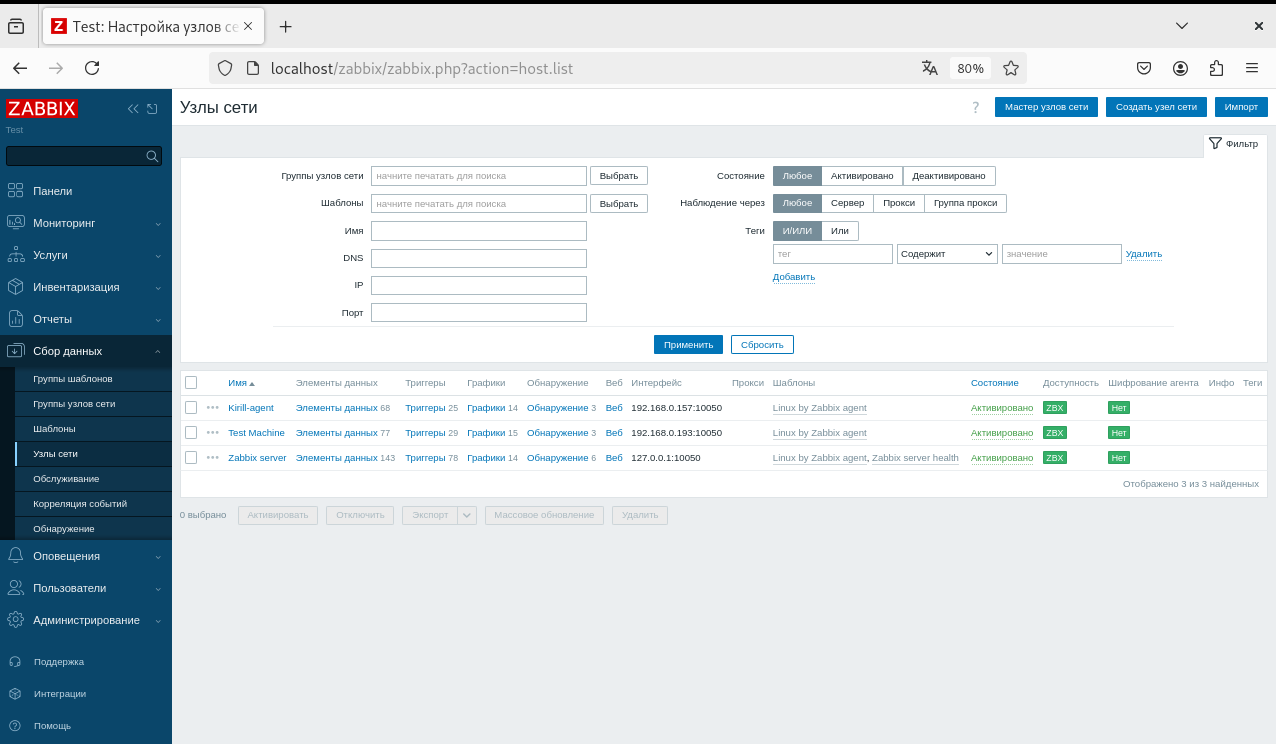 Test: Настройка узлов се
localhost/zabbix/zabbix.php?action=host.list
80%
ZABBIX
Test
Панели
Мониторинг
Услуги
Инвентаризация
Отчеты
Сбор данных
Группы шаблонов
Группы узлов сети
Шаблоны
Узлы сети
Обслуживание
Корреляция событий
Обнаружение
Оповещения
Пользователи
Администрирование
Поддержка
Интеграции
Помощь
Узлы сети
? Мастер узлов сети Создать узел сети Импорт
Фильтр
Группы узлов сети начните печатать для поиска Выбрать
Шаблоны начните печатать для поиска Выбрать
Имя
DNS
IP
Порт
Состояние Любое Активировано Деактивировано
Наблюдение через Любое Сервер Прокси Группа прокси
Теги И/ИЛИ Или
тег Содержит значение Удалить
Добавить
Применить Сбросить
Имя Элементы данных Триггеры Графики Обнаружение Веб Интерфейс Прокси Шаблоны Состояние Доступность Шифрование агента Инфо Теги
Kirill-agent Элементы данных 68 Триггеры 25 Графики 14 Обнаружение 3 Веб 192.168.0.157:10050 Linux by Zabbix agent Активировано ZBX Нет
Test Machine Элементы данных 77 Триггеры 29 Графики 15 Обнаружение 3 Веб 192.168.0.193:10050 Linux by Zabbix agent Активировано ZBX Нет
Zabbix server Элементы данных 143 Триггеры 78 Графики 14 Обнаружение 6 Веб 127.0.0.1:10050 Linux by Zabbix agent, Zabbix server health Активировано ZBX Нет
Отображено 3 из 3 найденных
0 выбрано Активировать Отключить Экспорт Массовое обновление Удалить